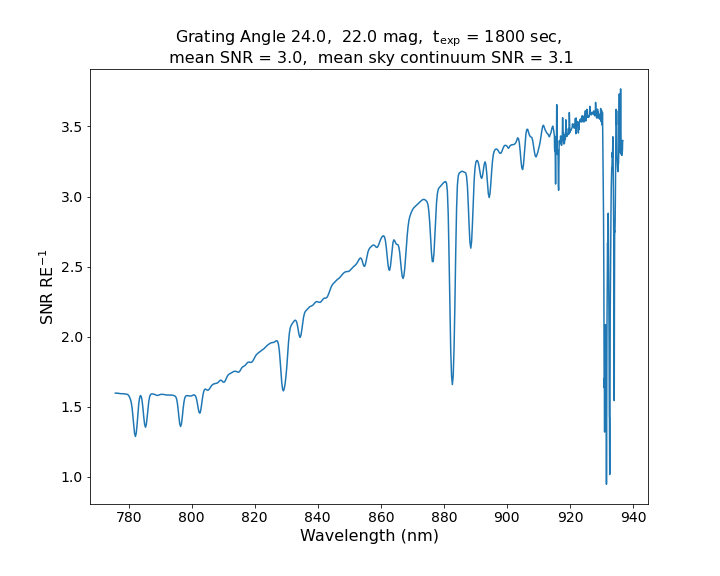 Grating Angle 24.0,  22.0 mag,  t_exp = 1800 sec,
mean SNR = 3.0,  mean sky continuum SNR = 3.1
SNR RE⁻¹
3.5
3.0
2.5
2.0
1.5
1.0
780 800 820 840 860 880 900 920 940
Wavelength (nm)